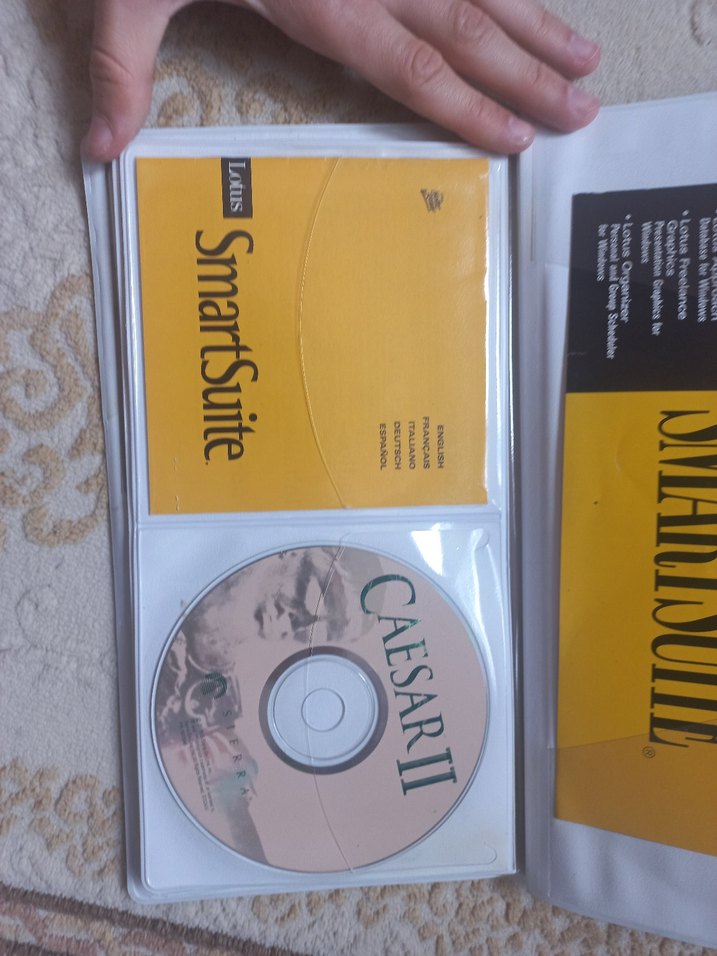 Lotus
SmartSuite.
ENGLISH
FRANÇAIS
ITALIANO
DEUTSCH
ESPAÑOL
CAESAR II
SIERRA
Database for Windows
• Lotus Freelance
Graphics
Presentation Graphics for
Windows
• Lotus Organizer
Personal and Group Scheduler
for Windows
SMARTSUITE®